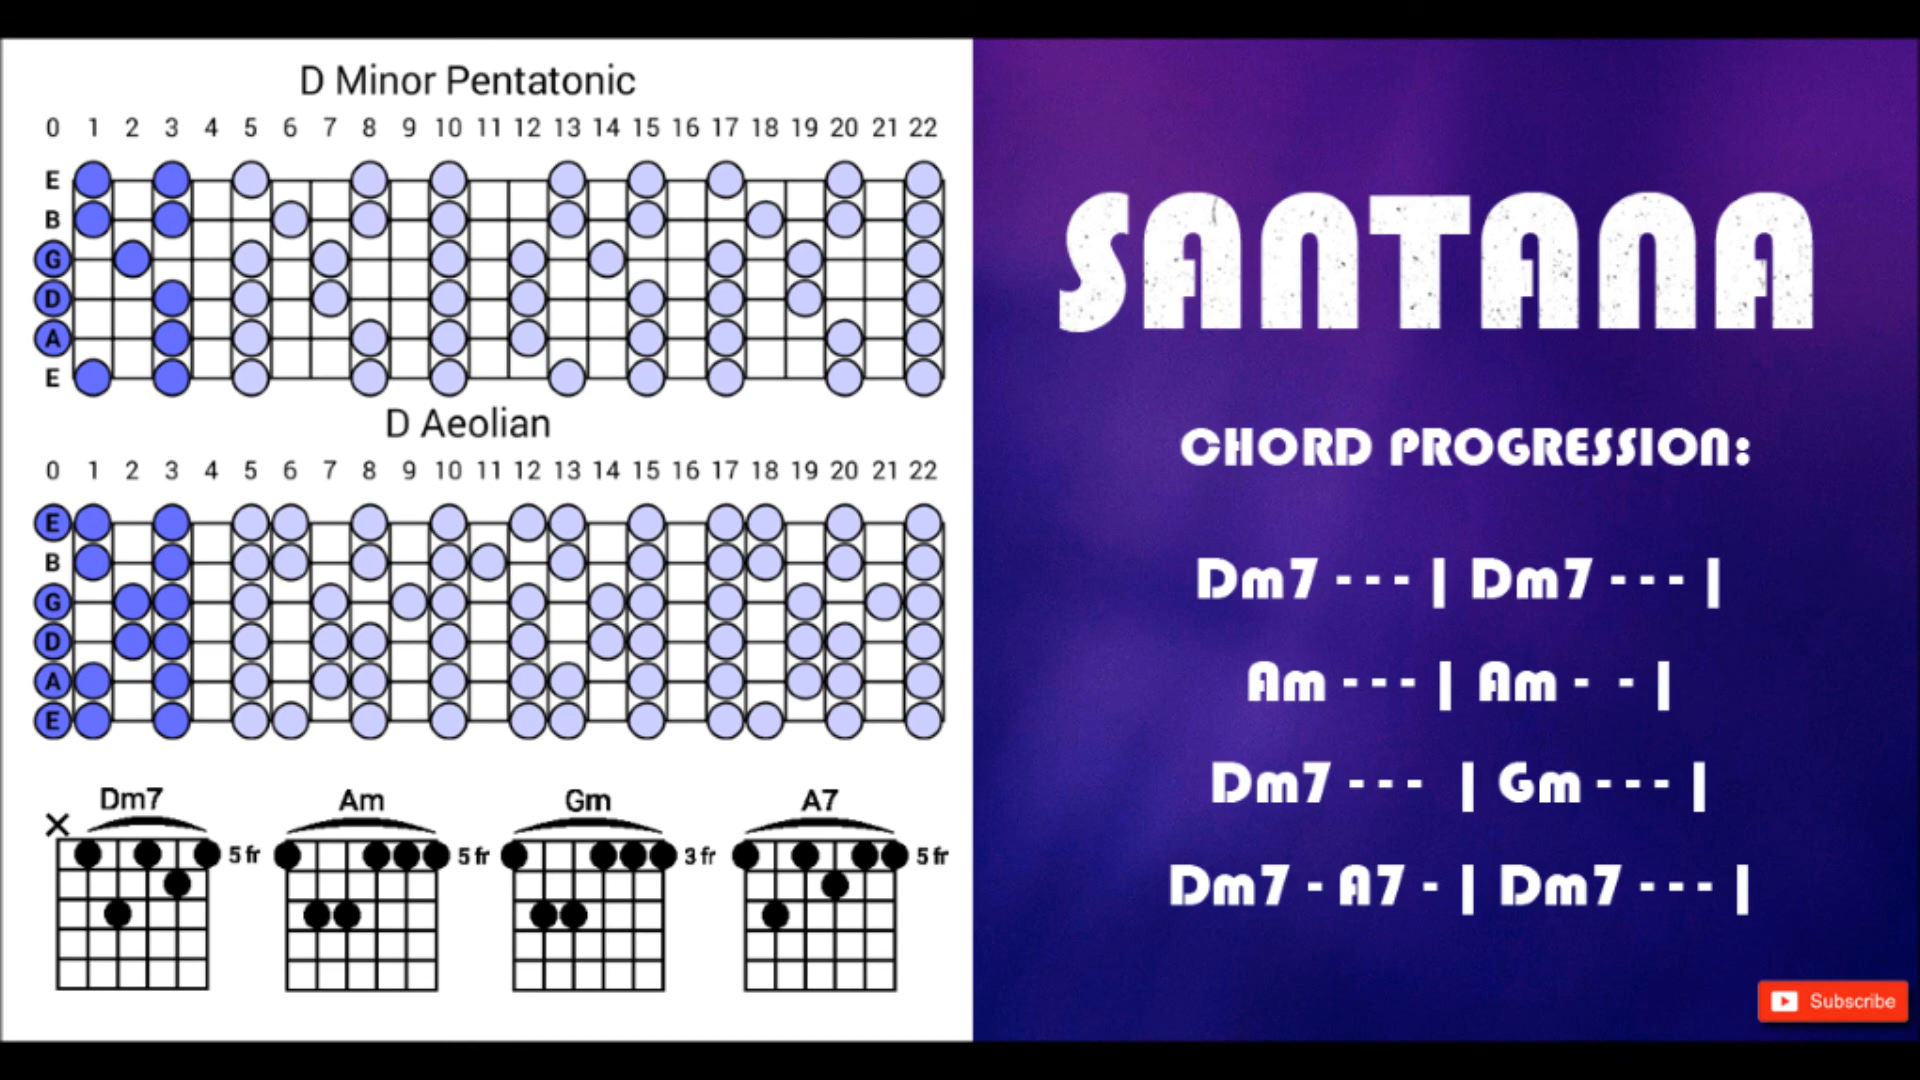 D Minor Pentatonic
0 1 2 3 4 5 6 7 8 9 10 11 12 13 14 15 16 17 18 19 20 21 22
E
B
G
D
A
E
D Aeolian
0 1 2 3 4 5 6 7 8 9 10 11 12 13 14 15 16 17 18 19 20 21 22
E
B
G
D
A
E
Dm7 Am Gm A7
X
5 fr 5 fr 3 fr 5 fr
SANTANA
CHORD PROGRESSION:
Dm7 - - - | Dm7 - - - |
Am - - - | Am - - |
Dm7 - - - | Gm - - - |
Dm7 - A7 - | Dm7 - - - |
Subscribe